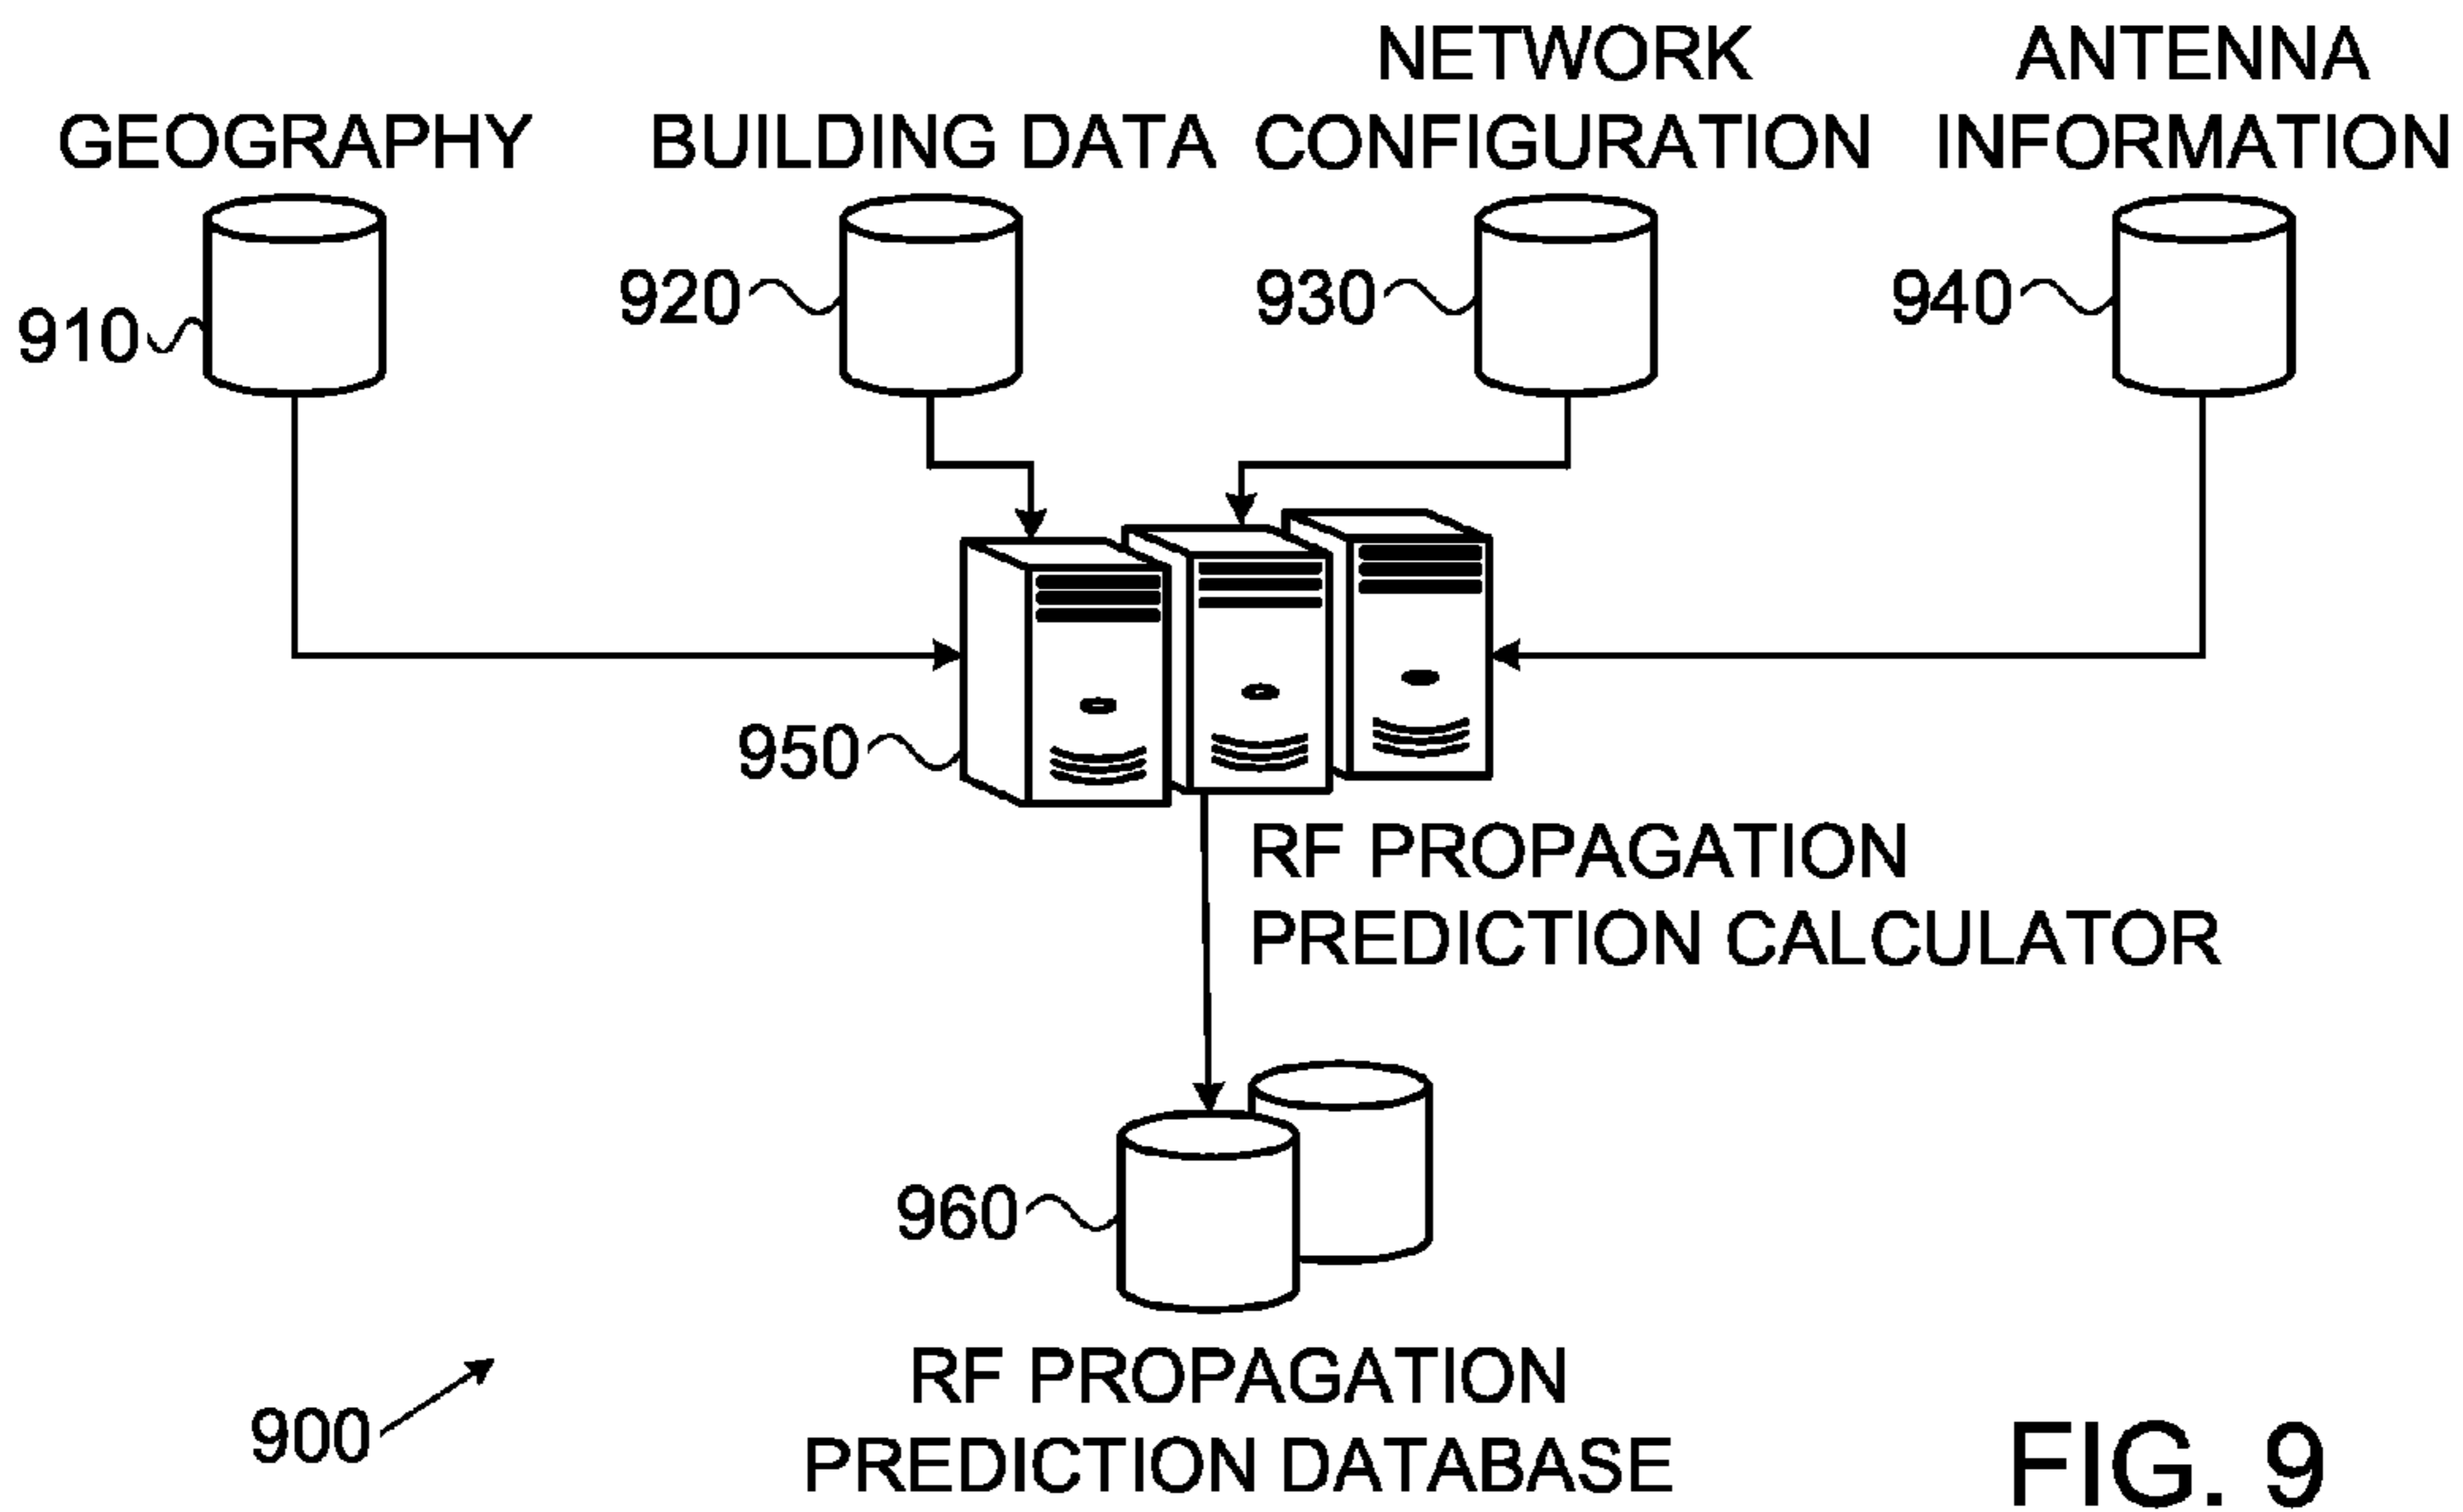 NETWORK
ANTENNA
GEOGRAPHY
BUILDING DATA
CONFIGURATION
INFORMATION
910
920
930
940
950
RF PROPAGATION
PREDICTION CALCULATOR
960
RF PROPAGATION
PREDICTION DATABASE
900
FIG. 9